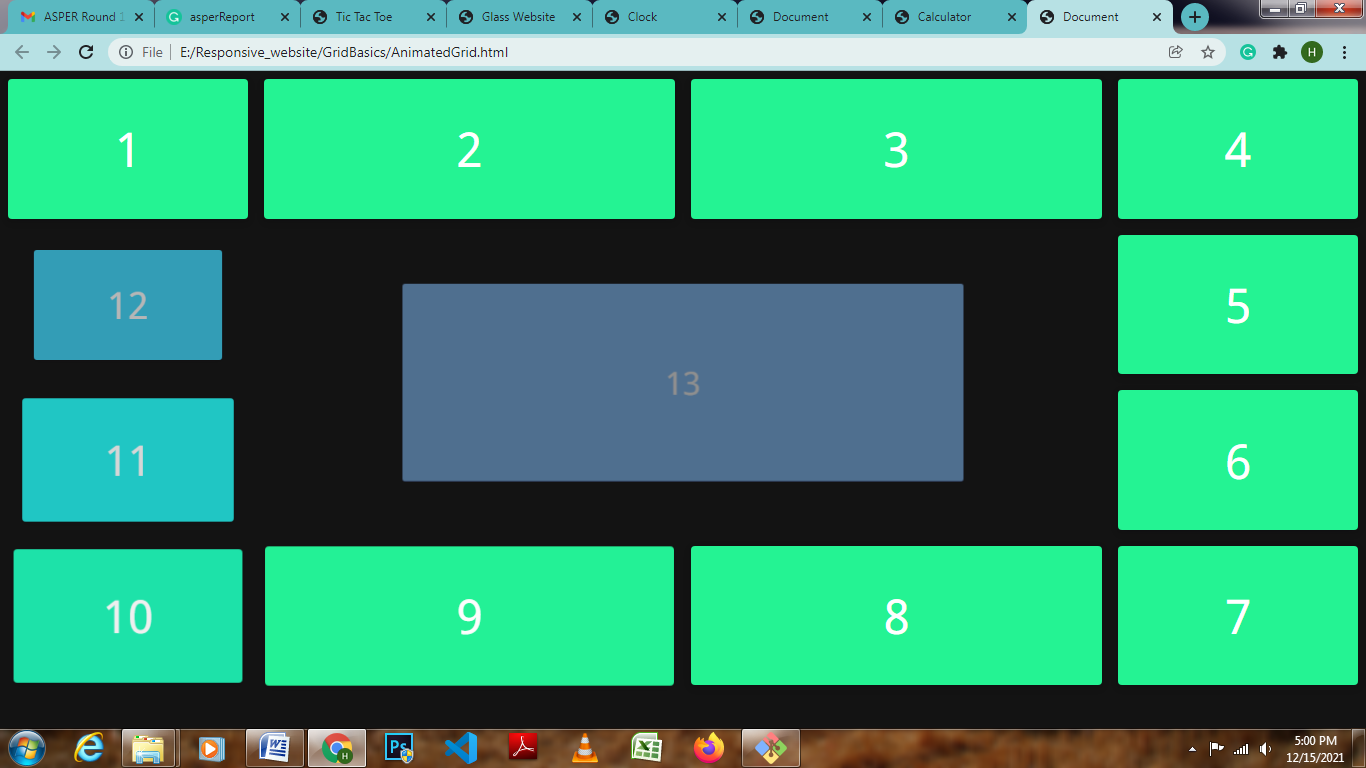 ASPER Round 1
asperReport
Tic Tac Toe
Glass Website
Clock
Document
Calculator
Document
File
E:/Responsive_website/GridBasics/AnimatedGrid.html
H
1
2
3
4
12
13
5
11
6
10
9
8
7
5:00 PM
12/15/2021